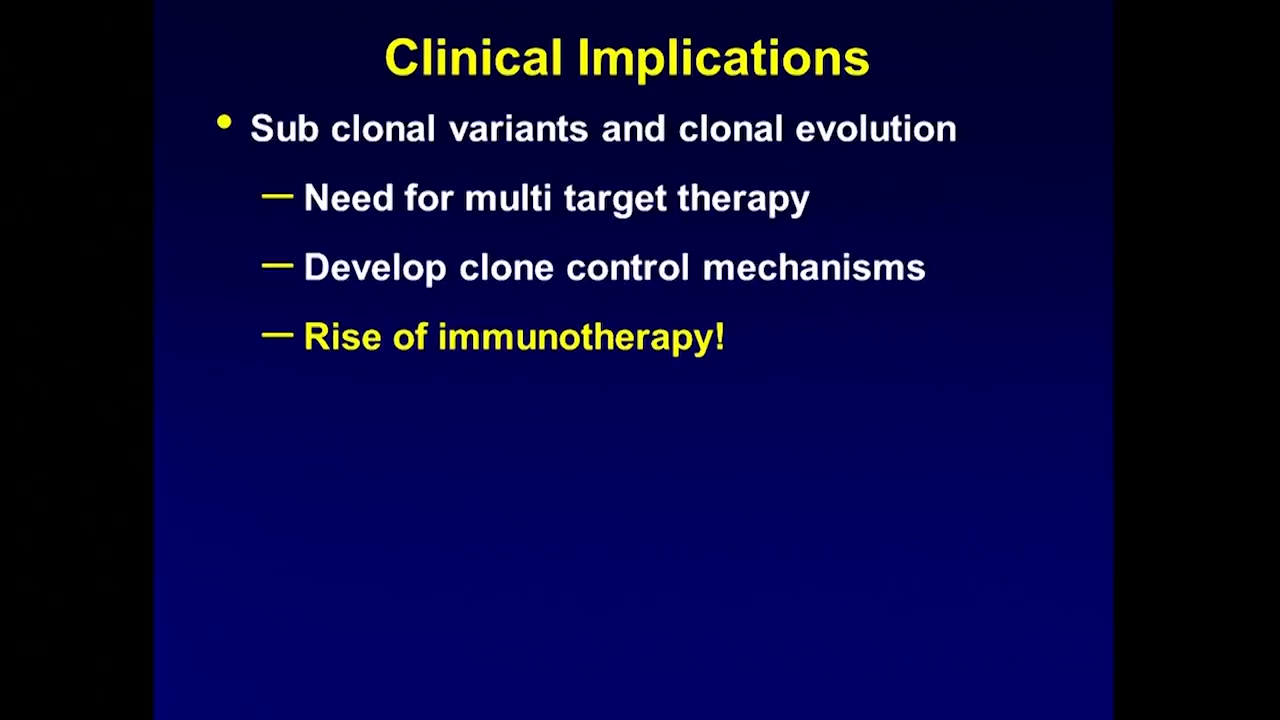 Clinical Implications
• Sub clonal variants and clonal evolution
— Need for multi target therapy
— Develop clone control mechanisms
— Rise of immunotherapy!